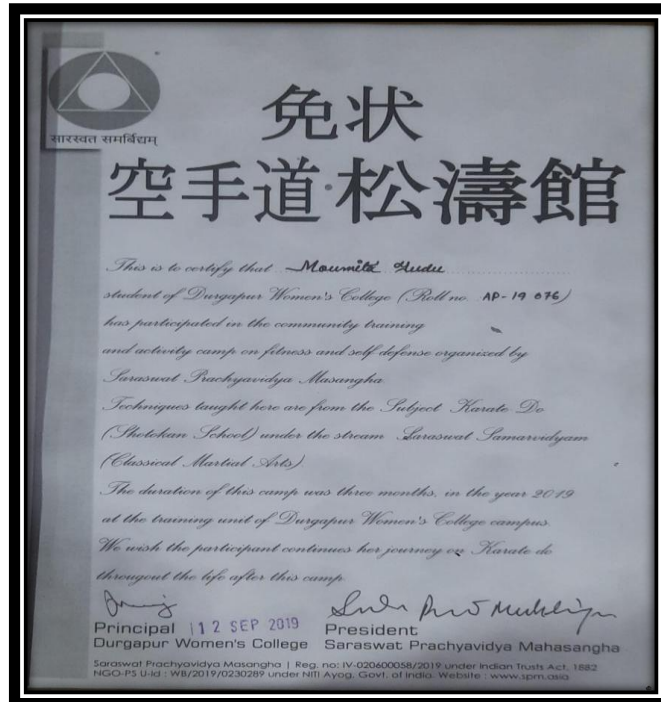 सारस्वत समर्बिद्यम्
免状
空手道·松濤館
This is to certify that Moumita
student of Durgapur Women's College (Roll no. AP-19 076)
has participated in the community training
and activity camp on fitness and self defense organized by
Saraswat Prachyavidya Masangha
Techniques taught here are from the Subject Karate Do
(Shotokan School) under the stream Saraswat Samarvidyam
(Classical Martial Arts)
The duration of this camp was three months, in the year 2019
at the training unit of Durgapur Women's College campus.
We wish the participant continues her journey on Karate do
througout the life after this camp.
Principal 12 SEP 2019 President
Durgapur Women's College Saraswat Prachyavidya Mahasangha
Saraswat Prachyavidya Masangha | Reg. no: IV-020600058/2019 under Indian Trusts Act, 1882
NGO-PS U-Id : WB/2019/0230289 under NITI Ayog, Govt. of India. Website : www.spm.asia